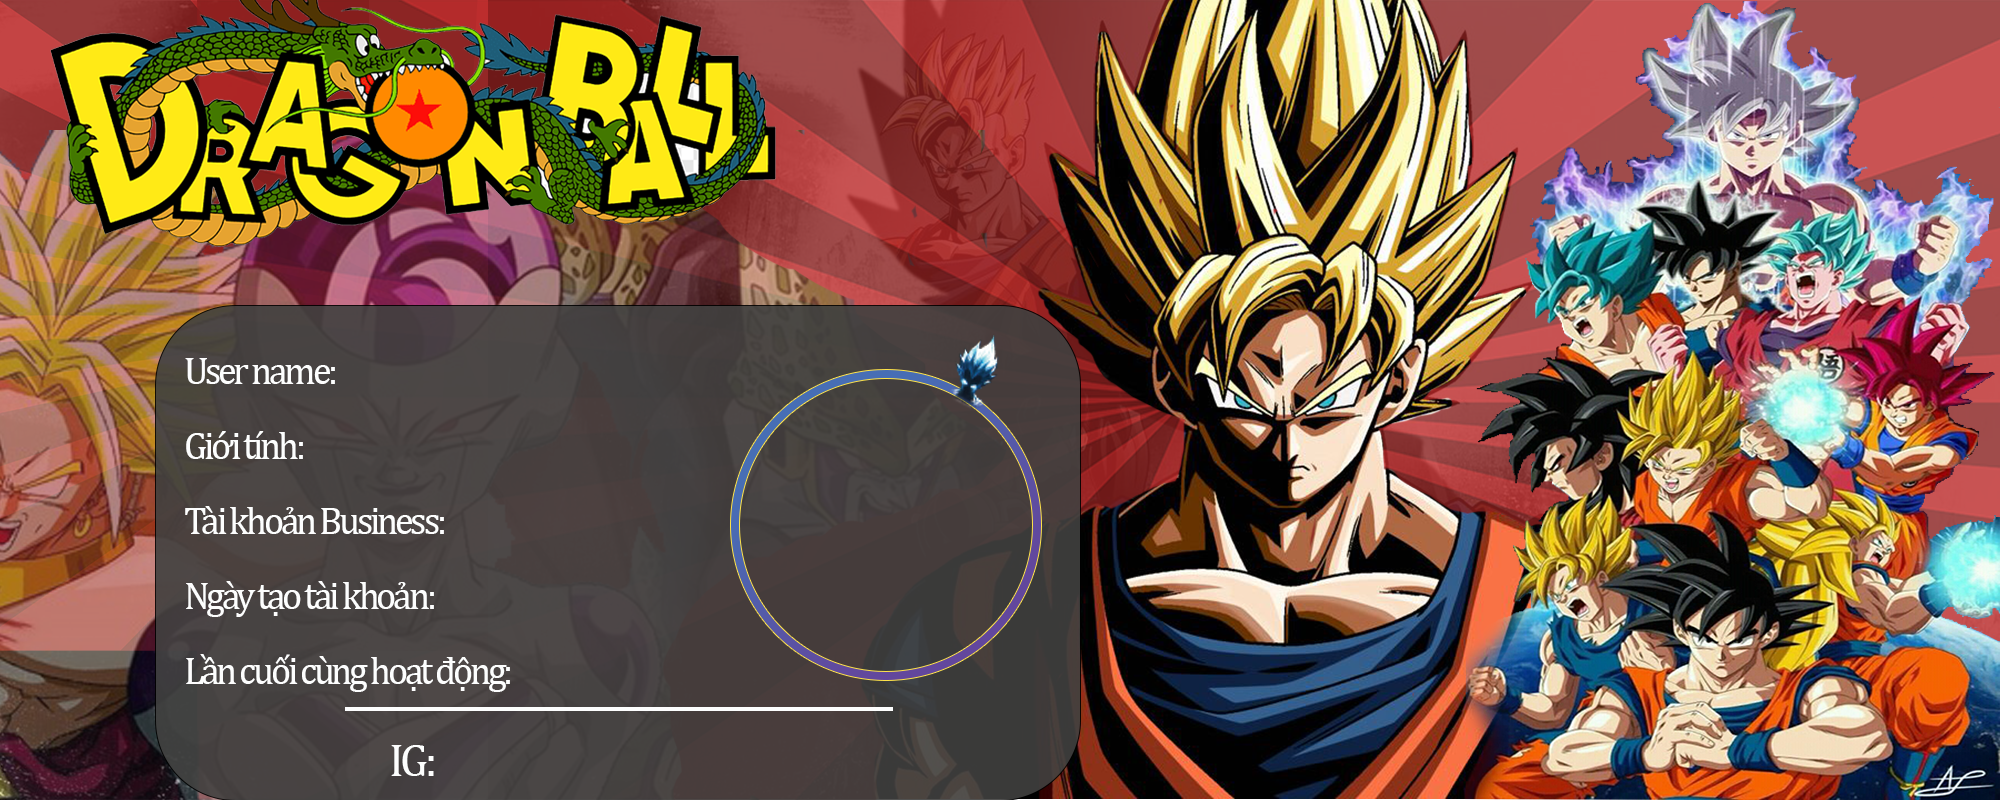 DRAGON BALL
User name:
Giới tính:
Tài khoản Business:
Ngày tạo tài khoản:
Lần cuối cùng hoạt động:
IG:
悟